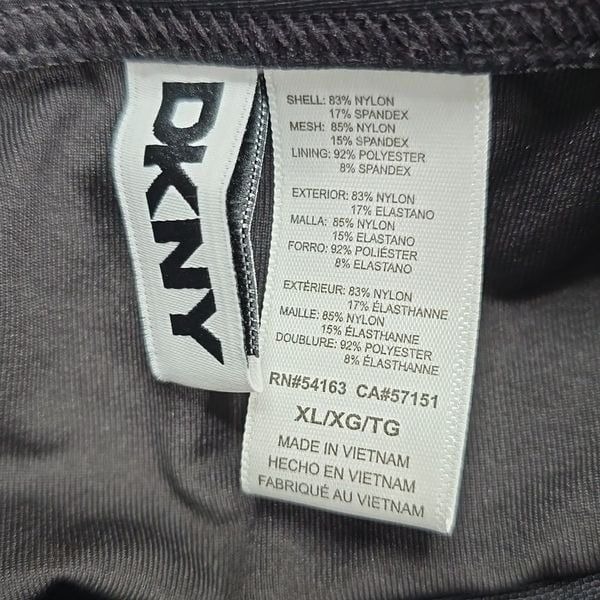 DKNY
SHELL: 83% NYLON
17% SPANDEX
MESH: 85% NYLON
15% SPANDEX
LINING: 92% POLYESTER
8% SPANDEX
EXTERIOR: 83% NYLON
17% ELASTANO
MALLA: 85% NYLON
15% ELASTANO
FORRO: 92% POLIÉSTER
8% ELASTANO
EXTÉRIEUR: 83% NYLON
17% ÉLASTHANNE
MAILLE: 85% NYLON
15% ÉLASTHANNE
DOUBLURE: 92% POLYESTER
8% ÉLASTHANNE
RN#54163 CA#57151
XL/XG/TG
MADE IN VIETNAM
HECHO EN VIETNAM
FABRIQUÉ AU VIETNAM